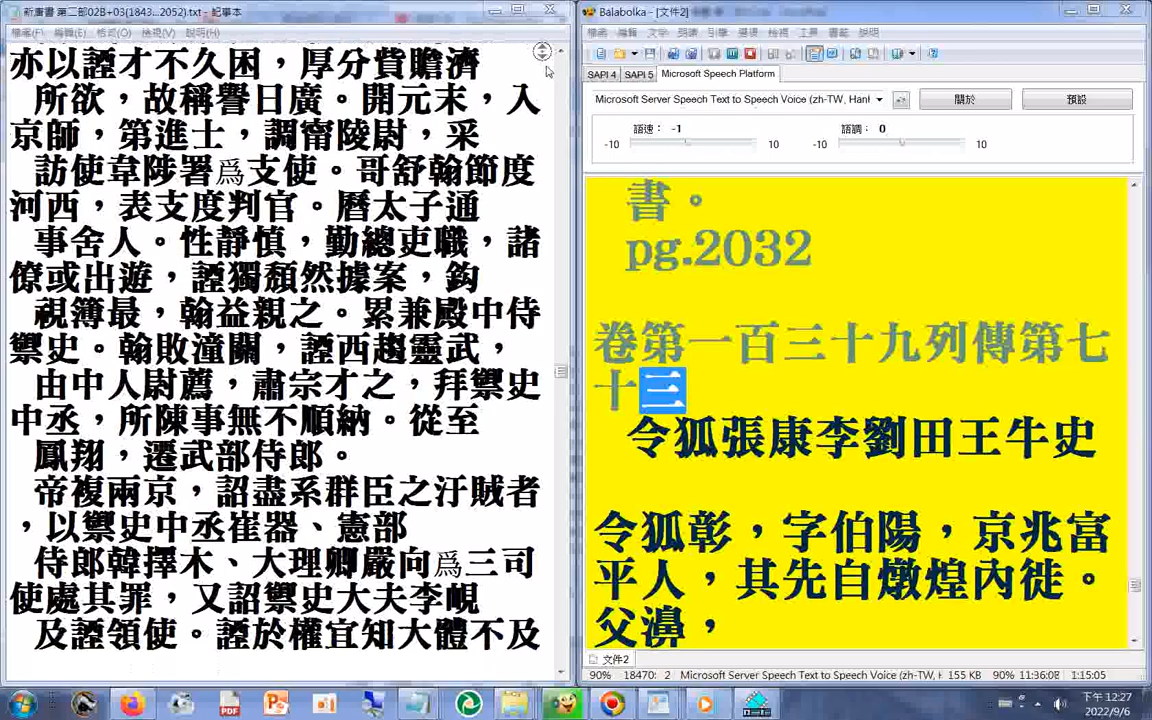 新唐書 第二部02B+03(1843...2052).txt - 記事本
檔案(F) 編輯(E) 格式(O) 檢視(V) 說明(H)
亦以諲才不久困，厚分貲贍濟
所欲，故稱譽日廣。開元末，入
京師，第進士，調甯陵尉，采
訪使韋陟署爲支使。哥舒翰節度
河西，表支度判官。曆太子通
事舍人。性靜慎，勤總吏職，諸
僚或出遊，諲獨頹然據案，鉤
視簿最，翰益親之。累兼殿中侍
禦史。翰敗潼關，諲西趨靈武，
由中人尉薦，肅宗才之，拜禦史
中丞，所陳事無不順納。從至
鳳翔，遷武部侍郎。
帝複兩京，詔盡系群臣之汙賊者
，以禦史中丞崔器、憲部
侍郎韓擇木、大理卿嚴向爲三司
使處其罪，又詔禦史大夫李峴
及諲領使。諲於權宜知大體不及
Balabolka - [文件2]
SAPI 4 SAPI 5 Microsoft Speech Platform
Microsoft Server Speech Text to Speech Voice (zh-TW, Hanl
關於 預設
語速： -1 語調： 0
-10 10 -10 10
書。
pg.2032
卷第一百三十九列傳第七
十三
令狐張康李劉田王牛史
令狐彰，字伯陽，京兆富
平人，其先自燉煌內徙。
父濞，
文件2
90% 18470: 2 Microsoft Server Speech Text to Speech Voice (zh-TW, Hanl 155 KB 90% 11:36:08 1:15:05
下午 12:27
2022/9/6